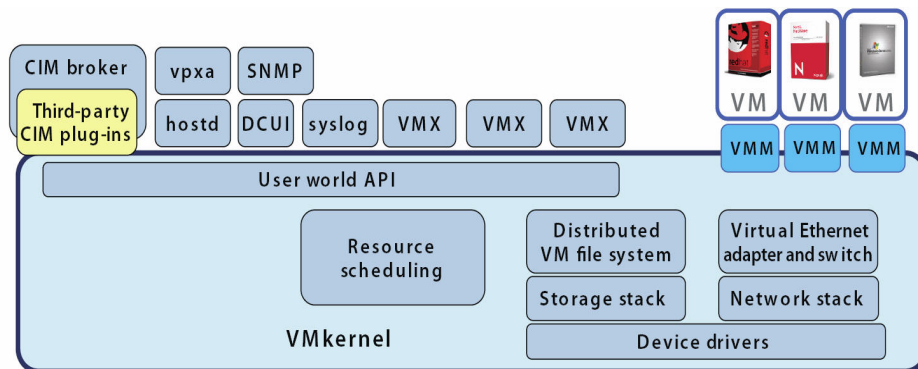 CIM broker
Third-party
CIM plug-ins
vpxa
SNMP
hostd
DCUI
syslog
VMX
VMX
VMX
redhat
N
VM
VM
VM
VMM
VMM
VMM
User world API
Resource
scheduling
Distributed
VM file system
Virtual Ethernet
adapter and switch
Storage stack
Network stack
VMkernel
Device drivers